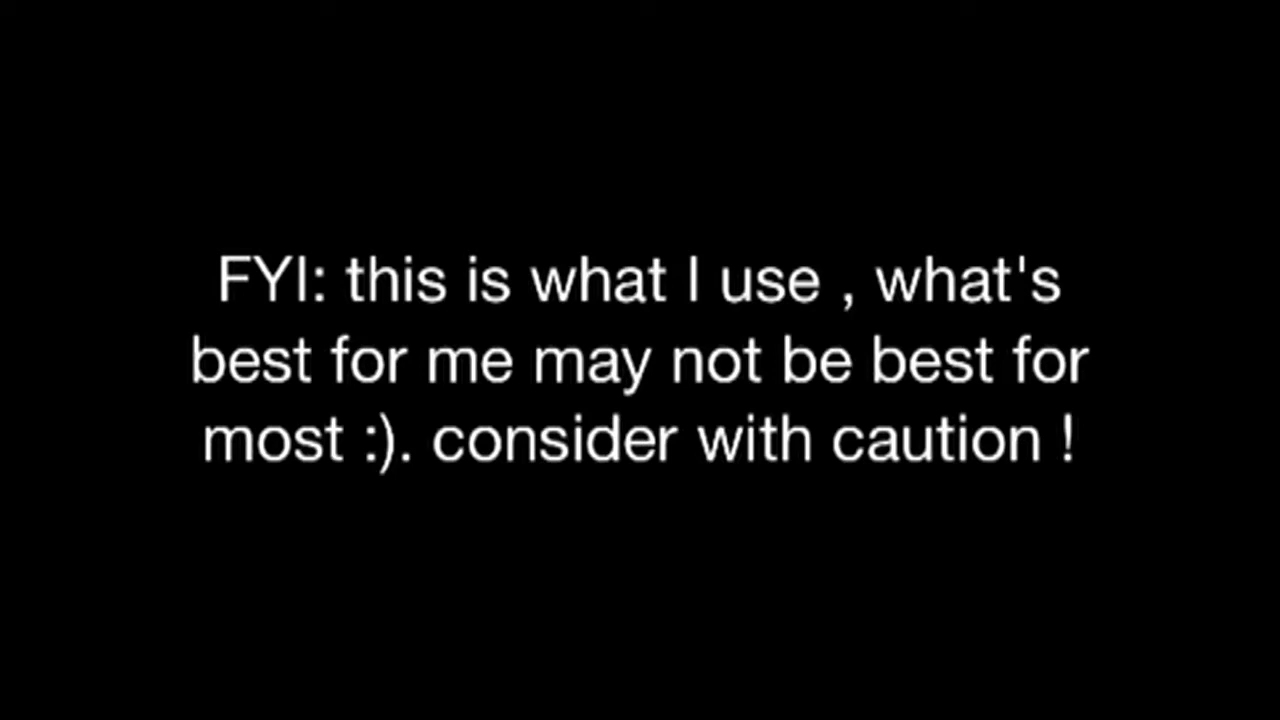 FYI: this is what I use , what's
best for me may not be best for
most :). consider with caution !